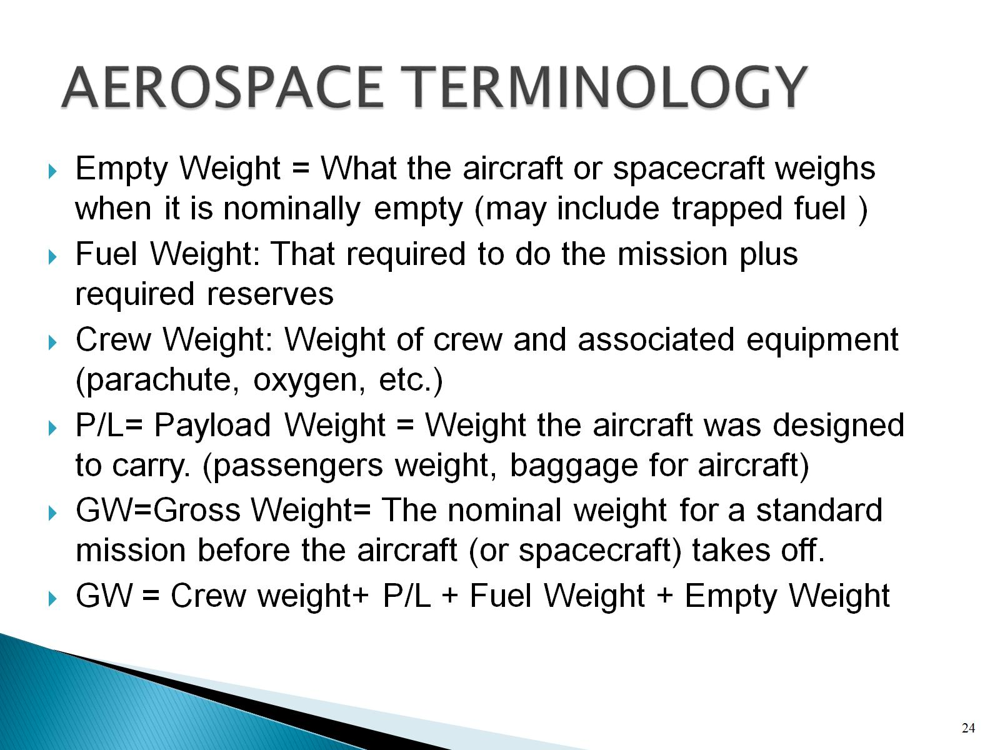 AEROSPACE TERMINOLOGY
Empty Weight = What the aircraft or spacecraft weighs
when it is nominally empty (may include trapped fuel )
Fuel Weight: That required to do the mission plus
required reserves
Crew Weight: Weight of crew and associated equipment
(parachute, oxygen, etc.)
P/L= Payload Weight = Weight the aircraft was designed
to carry. (passengers weight, baggage for aircraft)
GW=Gross Weight= The nominal weight for a standard
mission before the aircraft (or spacecraft) takes off.
GW = Crew weight+ P/L + Fuel Weight + Empty Weight
24